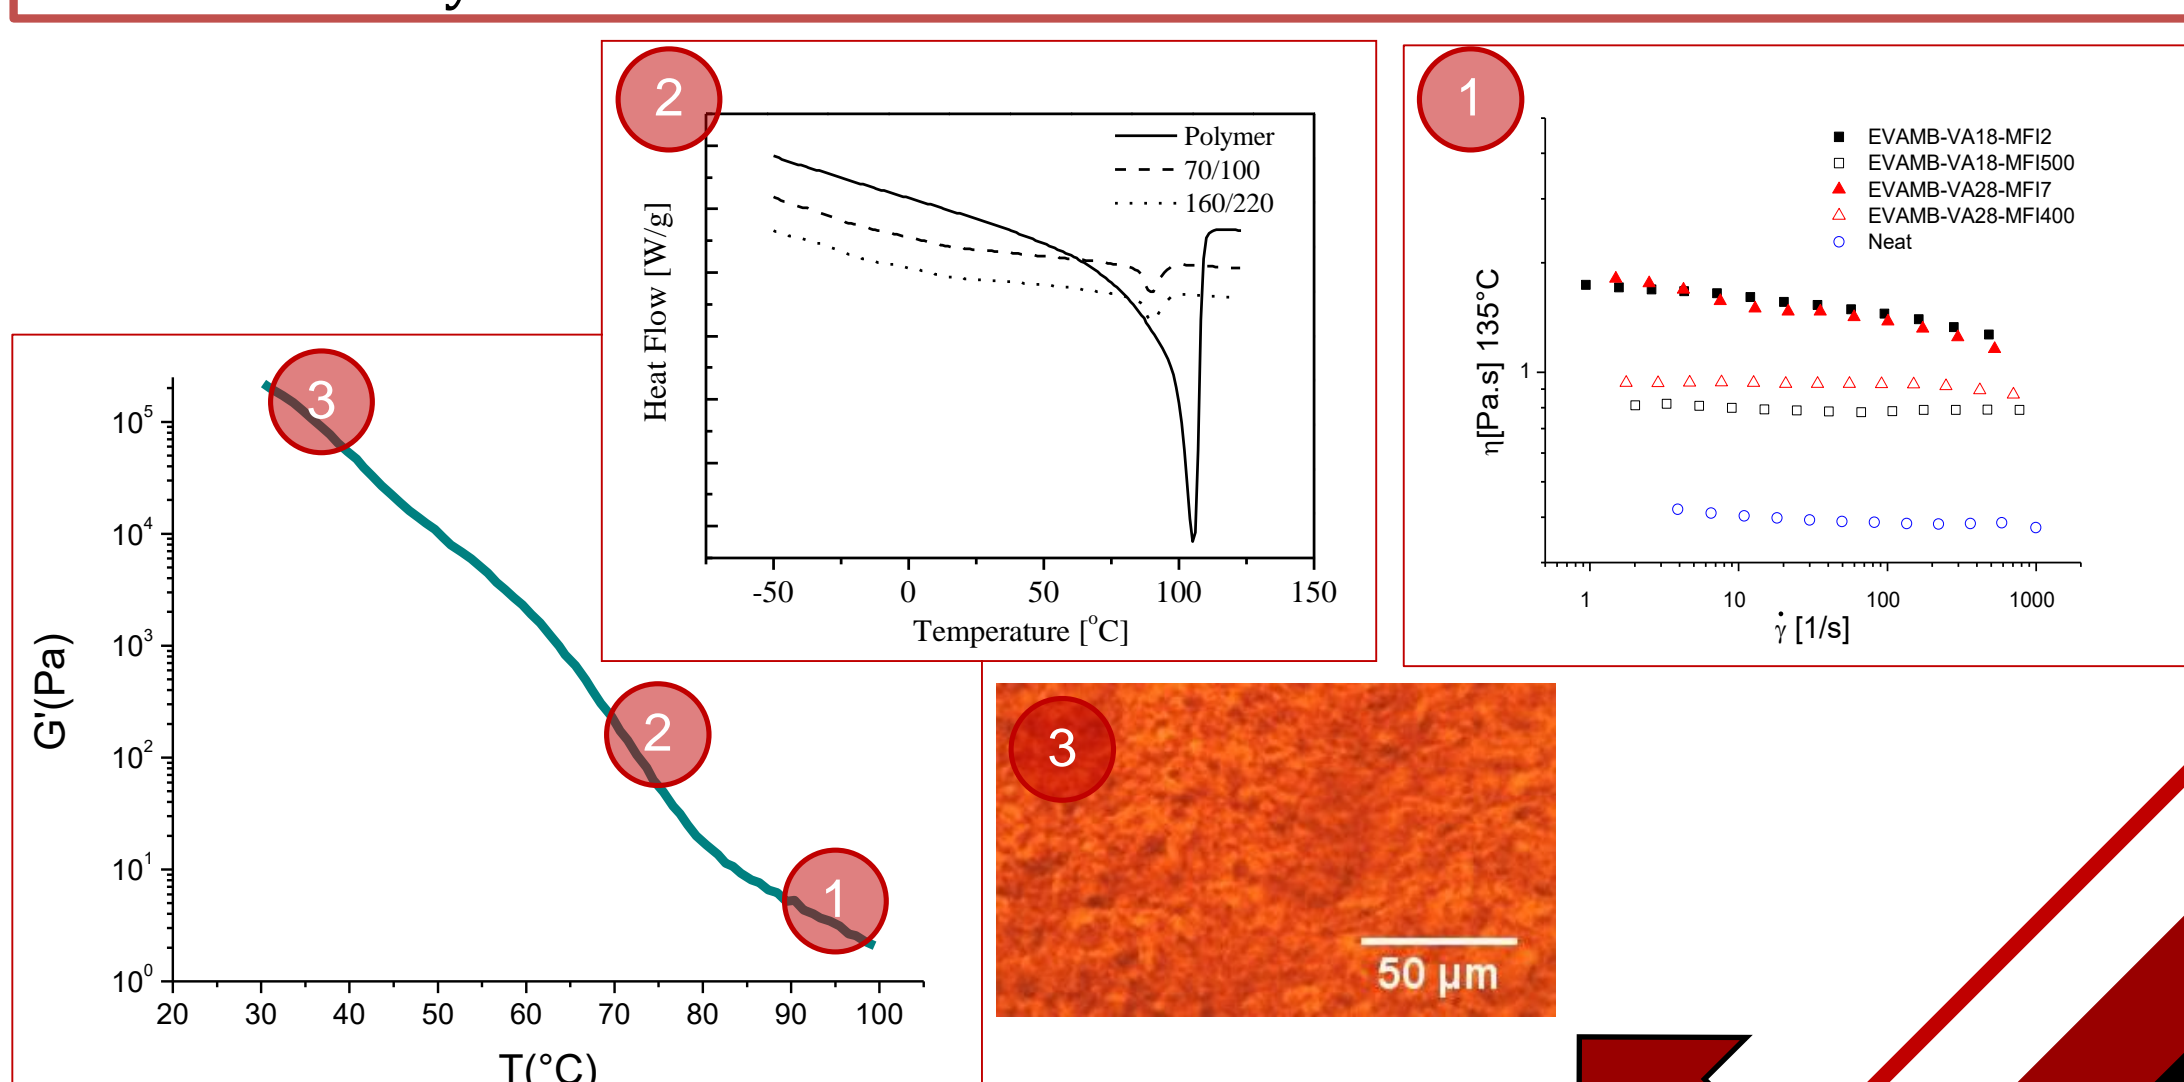 y
2
Polymer
70/100
160/220
Heat Flow [W/g]
-50 0 50 100 150
Temperature [°C]
1
EVAMB-VA18-MFI2
EVAMB-VA18-MFI500
EVAMB-VA28-MFI7
EVAMB-VA28-MFI400
Neat
η[Pa.s] 135°C
1
1 10 100 1000
γ̇ [1/s]
3
2
1
G'(Pa)
10⁵
10⁴
10³
10²
10¹
10⁰
20 30 40 50 60 70 80 90 100
T(°C)
3
50 µm